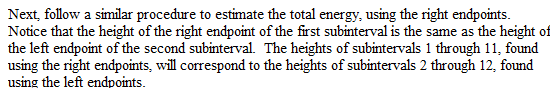 Next, follow a similar procedure to estimate the total energy, using the right endpoints.
Notice that the height of the right endpoint of the first subinterval is the same as the height of
the left endpoint of the second subinterval.  The heights of subintervals 1 through 11, found
using the right endpoints, will correspond to the heights of subintervals 2 through 12, found
using the left endpoints.